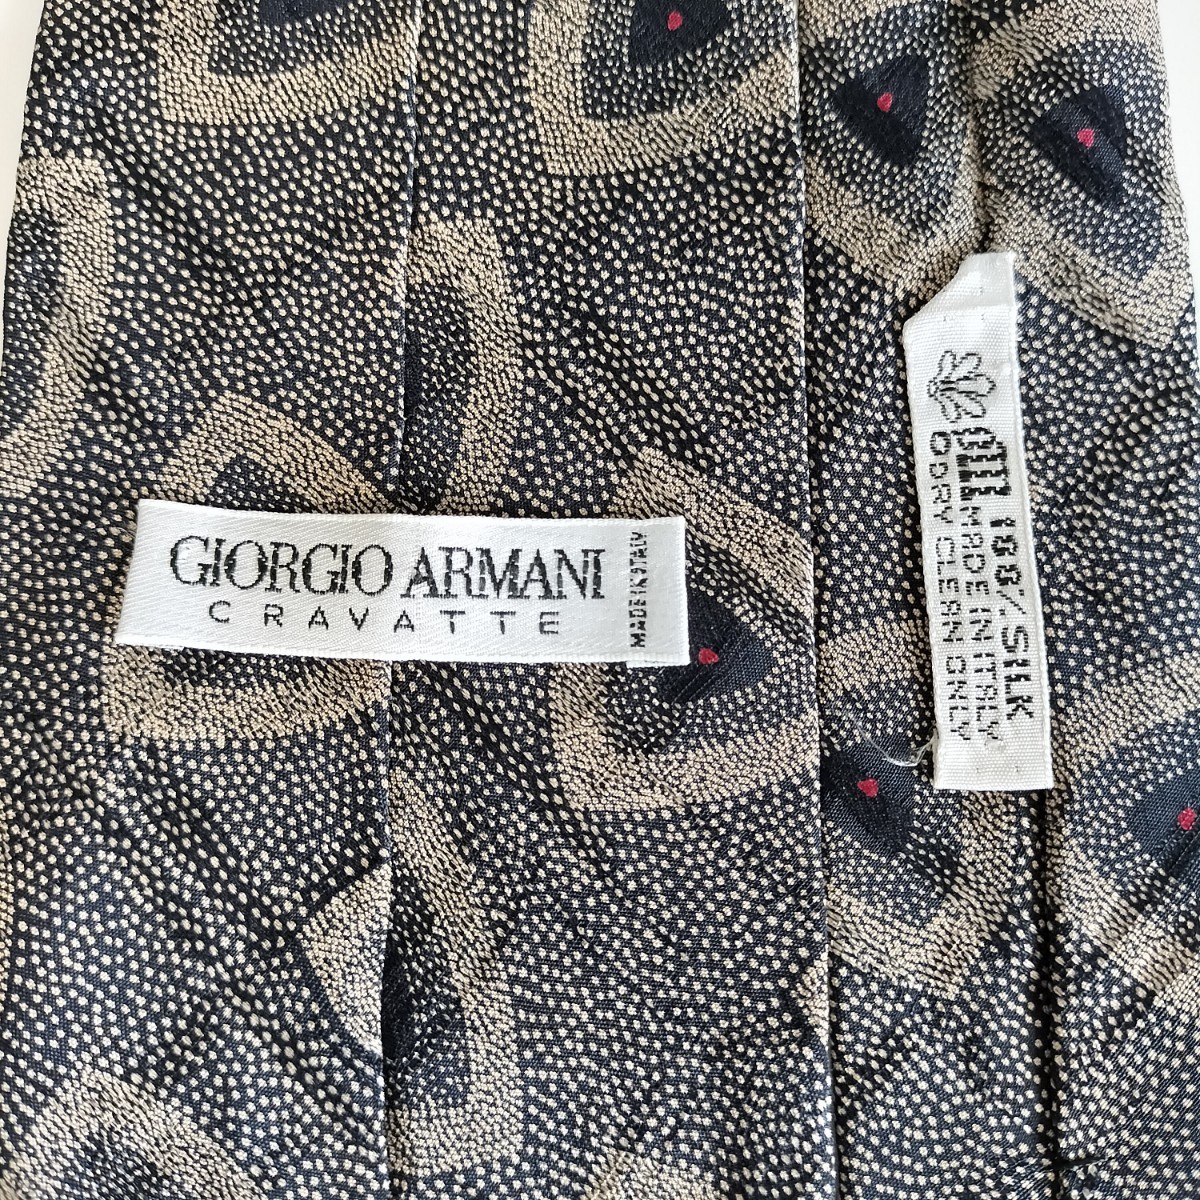 GIORGIO ARMANI
CRAVATTE
MADE IN ITALY
100% SILK
MADE IN ITALY
DRY CLEAN ONLY